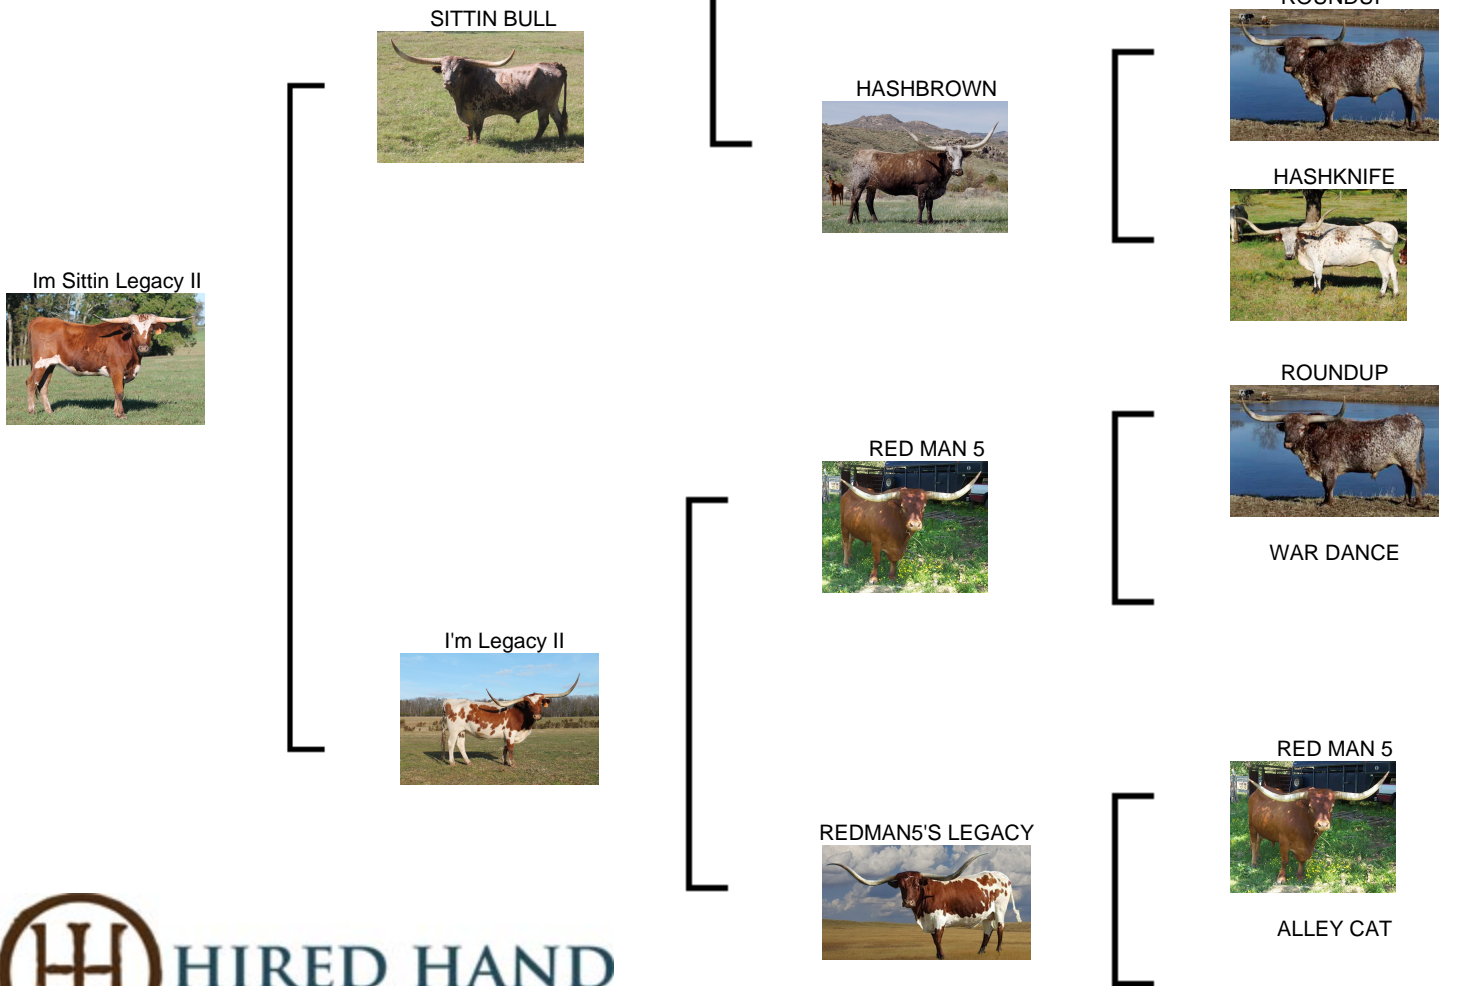 SITTIN BULL
ROUNDUP
HASHBROWN
HASHKNIFE
Im Sittin Legacy II
ROUNDUP
RED MAN 5
WAR DANCE
I'm Legacy II
RED MAN 5
REDMAN5'S LEGACY
ALLEY CAT
HIRED HAND